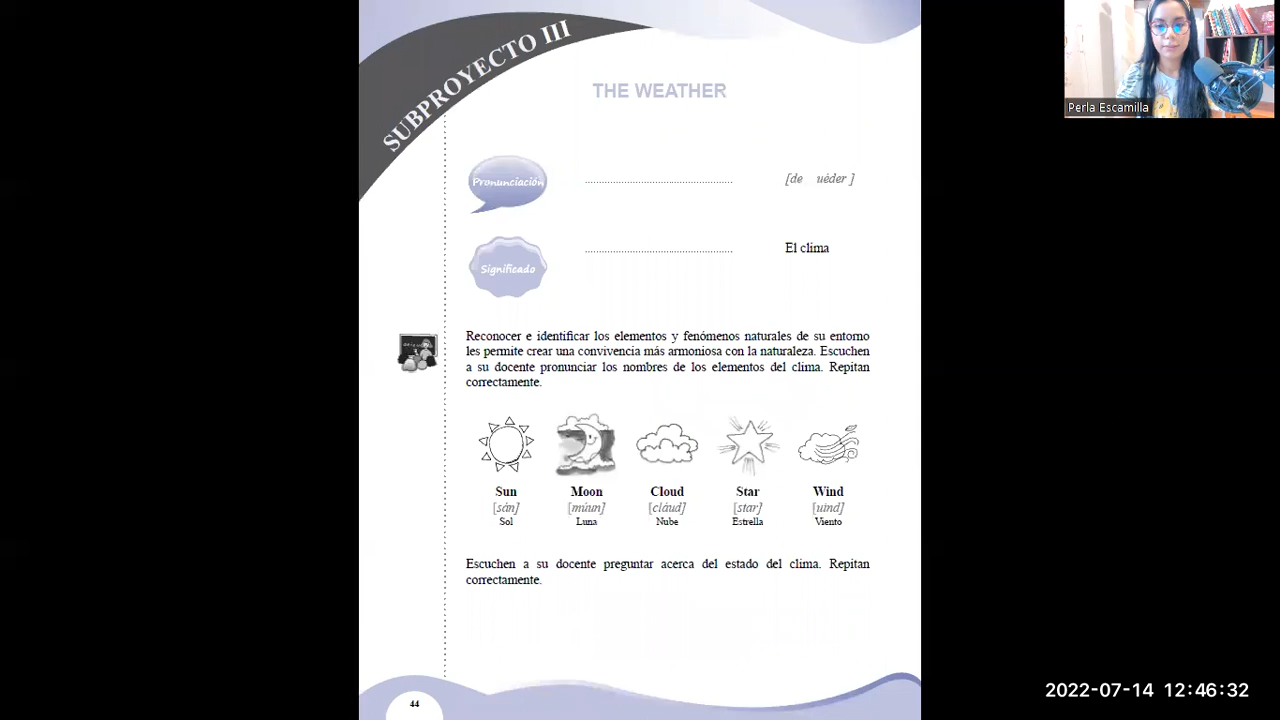 SUBPROYECTO III
THE WEATHER
Pronunciación ................................................. [de uéder ]
Significado ................................................. El clima
Reconocer e identificar los elementos y fenómenos naturales de su entorno
les permite crear una convivencia más armoniosa con la naturaleza. Escuchen
a su docente pronunciar los nombres de los elementos del clima. Repitan
correctamente.
Sun Moon Cloud Star Wind
[sán] [múun] [cláud] [star] [uínd]
Sol Luna Nube Estrella Viento
Escuchen a su docente preguntar acerca del estado del clima. Repitan
correctamente.
44
Perla Escamilla
2022-07-14 12:46:32